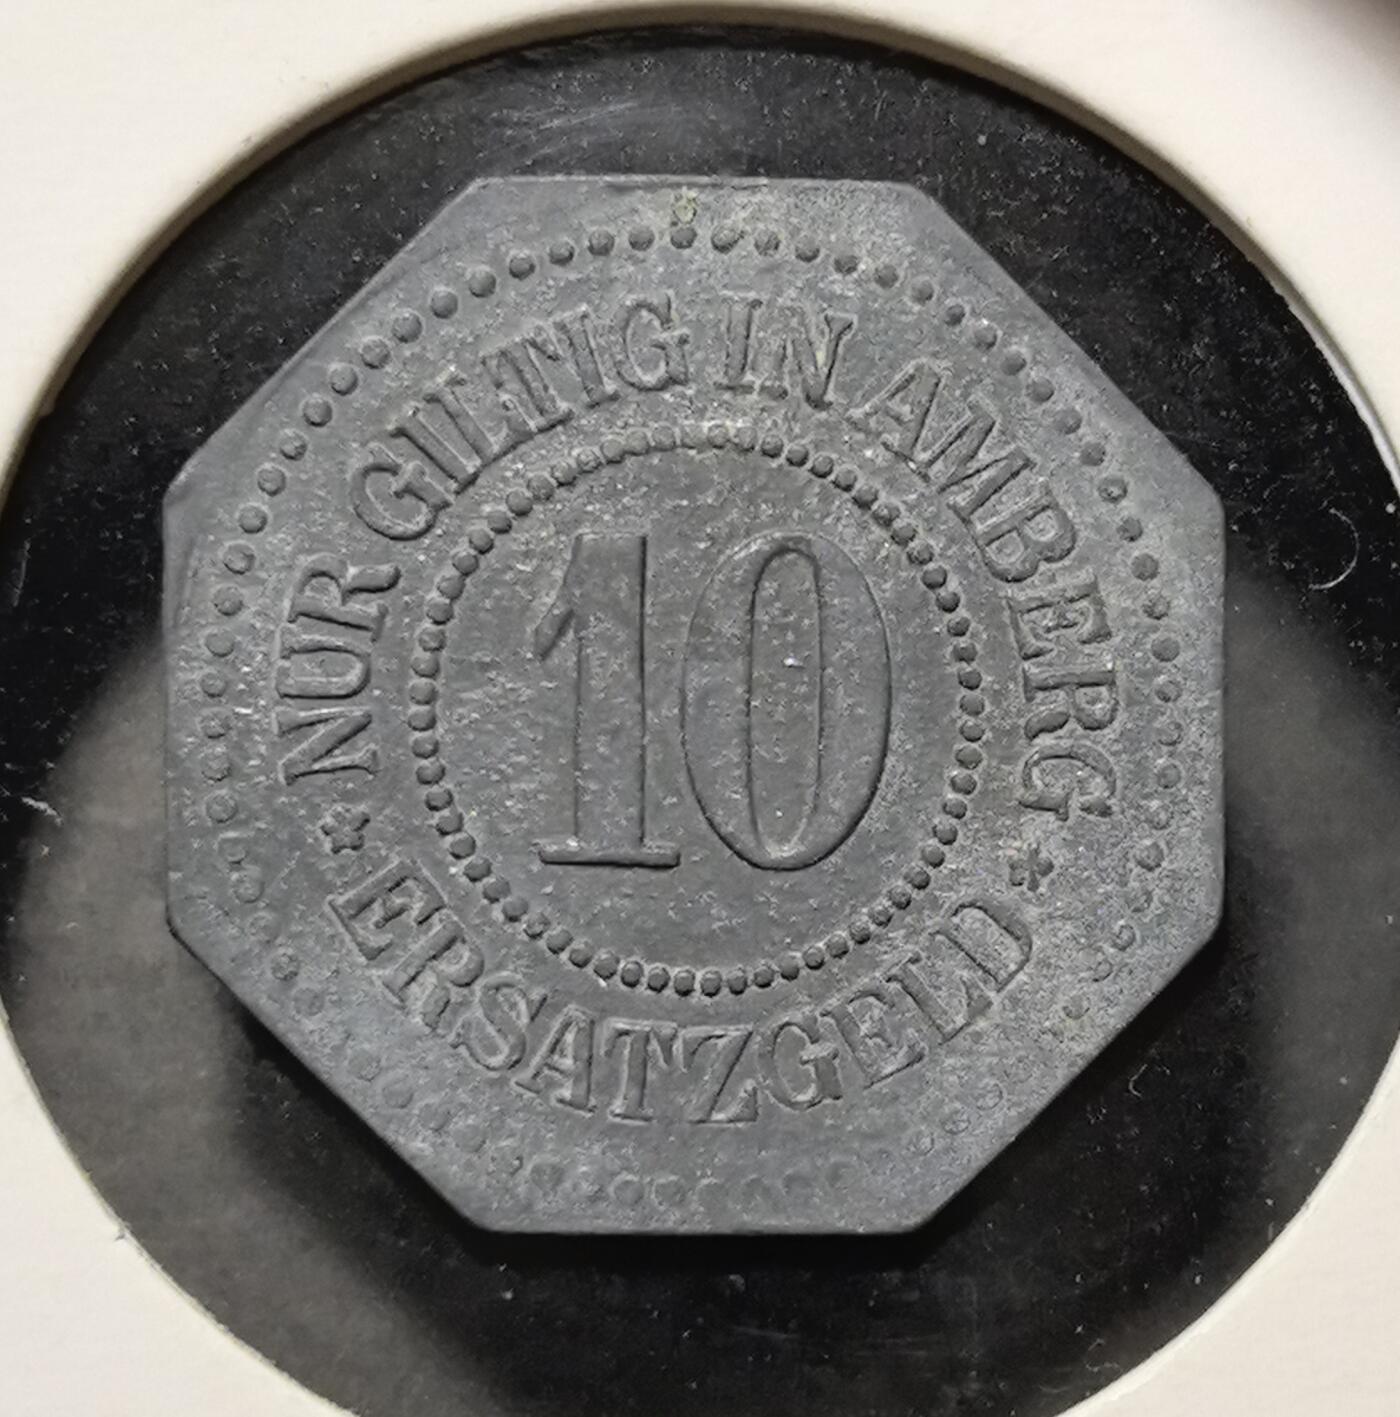 NUR GILTIG IN AMBERG
10
* ERSATZGELD *